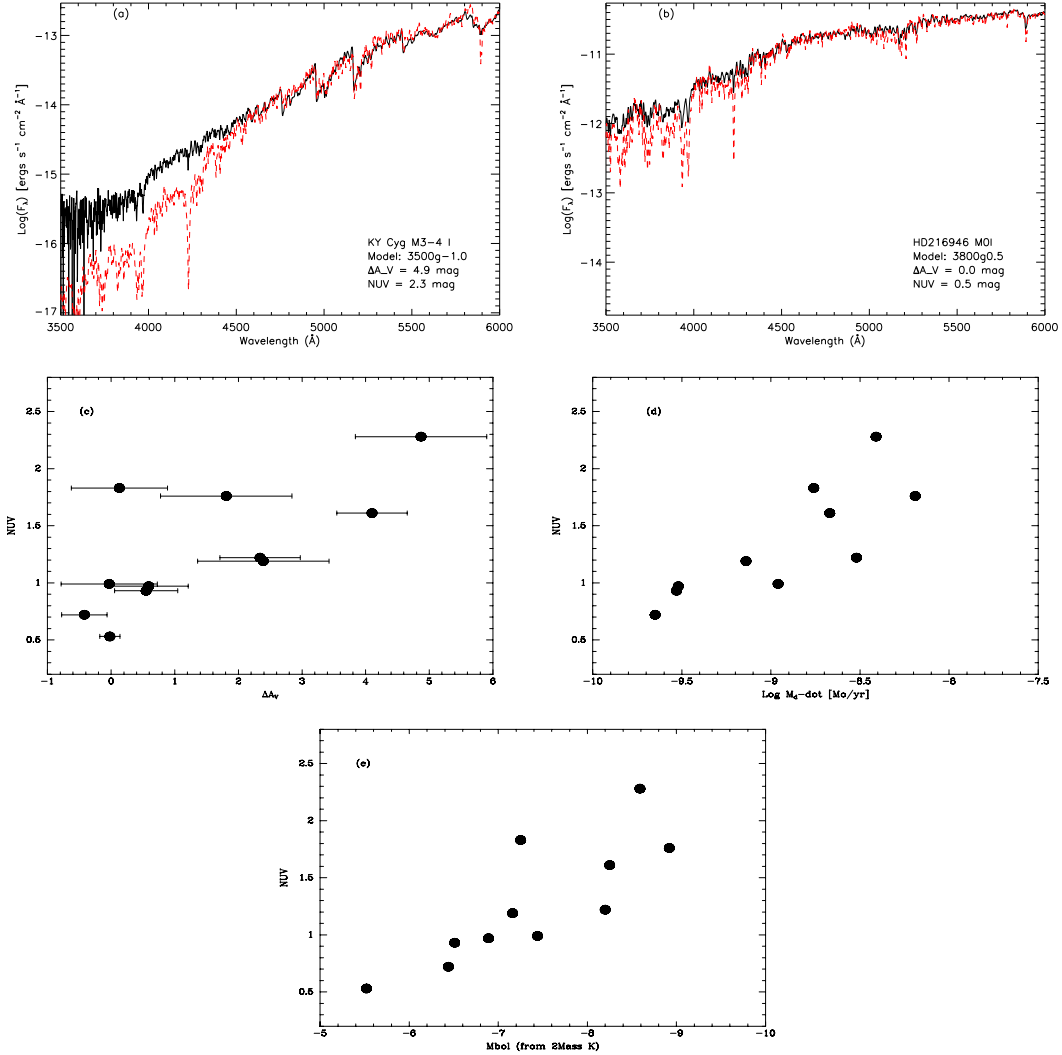 (a)
-13
-14
-15
-16
-17
Log(Fλ) [ergs s⁻¹ cm⁻² Å⁻¹]
KY Cyg M3-4 I
Model: 3500g-1.0
ΔA_V = 4.9 mag
NUV = 2.3 mag
3500 4000 4500 5000 5500 6000
Wavelength (Å)
(b)
-11
-12
-13
-14
Log(Fλ) [ergs s⁻¹ cm⁻² Å⁻¹]
HD216946 M0I
Model: 3800g0.5
ΔA_V = 0.0 mag
NUV = 0.5 mag
3500 4000 4500 5000 5500 6000
Wavelength (Å)
(c)
2.5
2
1.5
1
0.5
NUV
-1 0 1 2 3 4 5 6
ΔAᵥ
(d)
2.5
2
1.5
1
0.5
NUV
-10 -9.5 -9 -8.5 -8 -7.5
Log M_d-dot [Mo/yr]
(e)
2.5
2
1.5
1
0.5
NUV
-5 -6 -7 -8 -9 -10
Mbol (from 2Mass K)